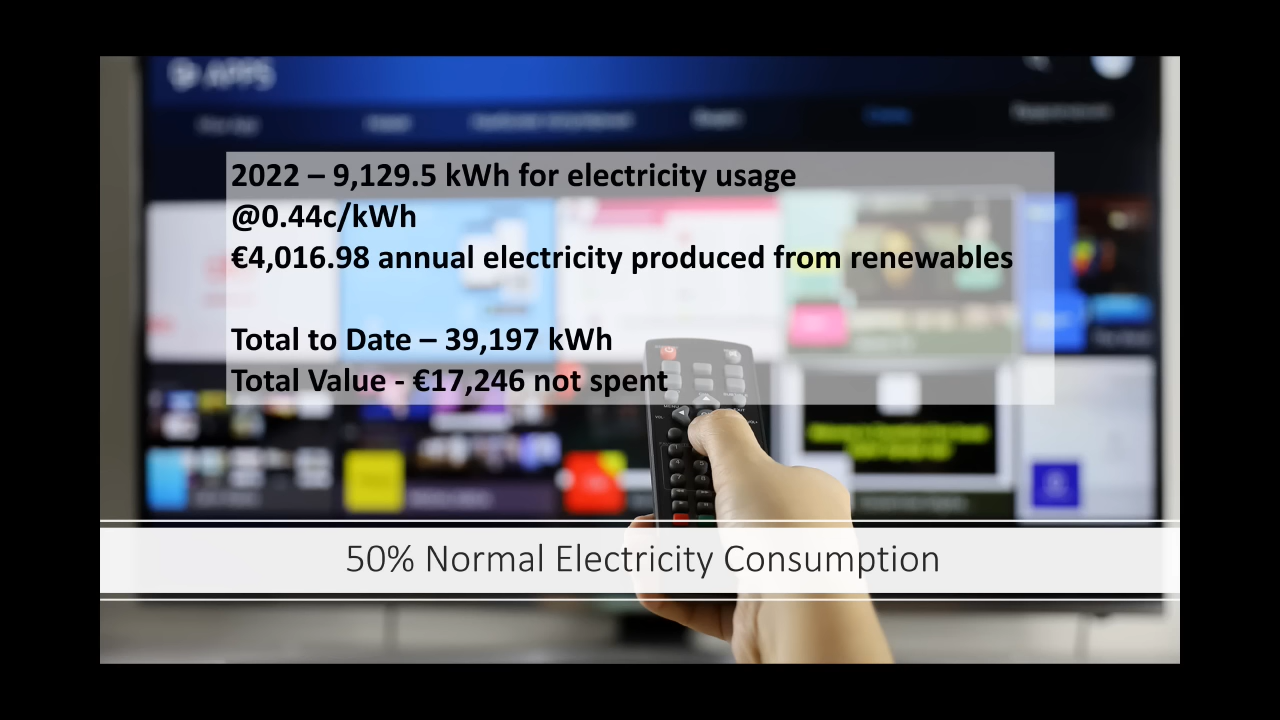 APPS
2022 – 9,129.5 kWh for electricity usage
@0.44c/kWh
€4,016.98 annual electricity produced from renewables
Total to Date – 39,197 kWh
Total Value - €17,246 not spent
50% Normal Electricity Consumption